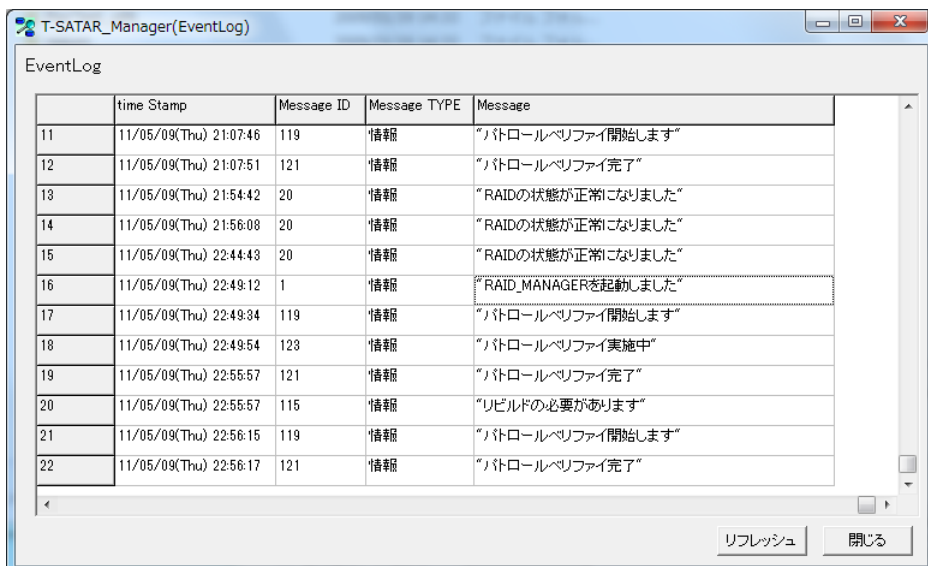 T-SATAR_Manager(EventLog)
EventLog
time Stamp Message ID Message TYPE Message
11 11/05/09(Thu) 21:07:46 119 情報 "パトロールベリファイ開始します"
12 11/05/09(Thu) 21:07:51 121 情報 "パトロールベリファイ完了"
13 11/05/09(Thu) 21:54:42 20 情報 "RAIDの状態が正常になりました"
14 11/05/09(Thu) 21:56:08 20 情報 "RAIDの状態が正常になりました"
15 11/05/09(Thu) 22:44:43 20 情報 "RAIDの状態が正常になりました"
16 11/05/09(Thu) 22:49:12 1 情報 "RAID_MANAGERを起動しました"
17 11/05/09(Thu) 22:49:34 119 情報 "パトロールベリファイ開始します"
18 11/05/09(Thu) 22:49:54 123 情報 "パトロールベリファイ実施中"
19 11/05/09(Thu) 22:55:57 121 情報 "パトロールベリファイ完了"
20 11/05/09(Thu) 22:55:57 115 情報 "リビルドの必要があります"
21 11/05/09(Thu) 22:56:15 119 情報 "パトロールベリファイ開始します"
22 11/05/09(Thu) 22:56:17 121 情報 "パトロールベリファイ完了"
リフレッシュ 閉じる